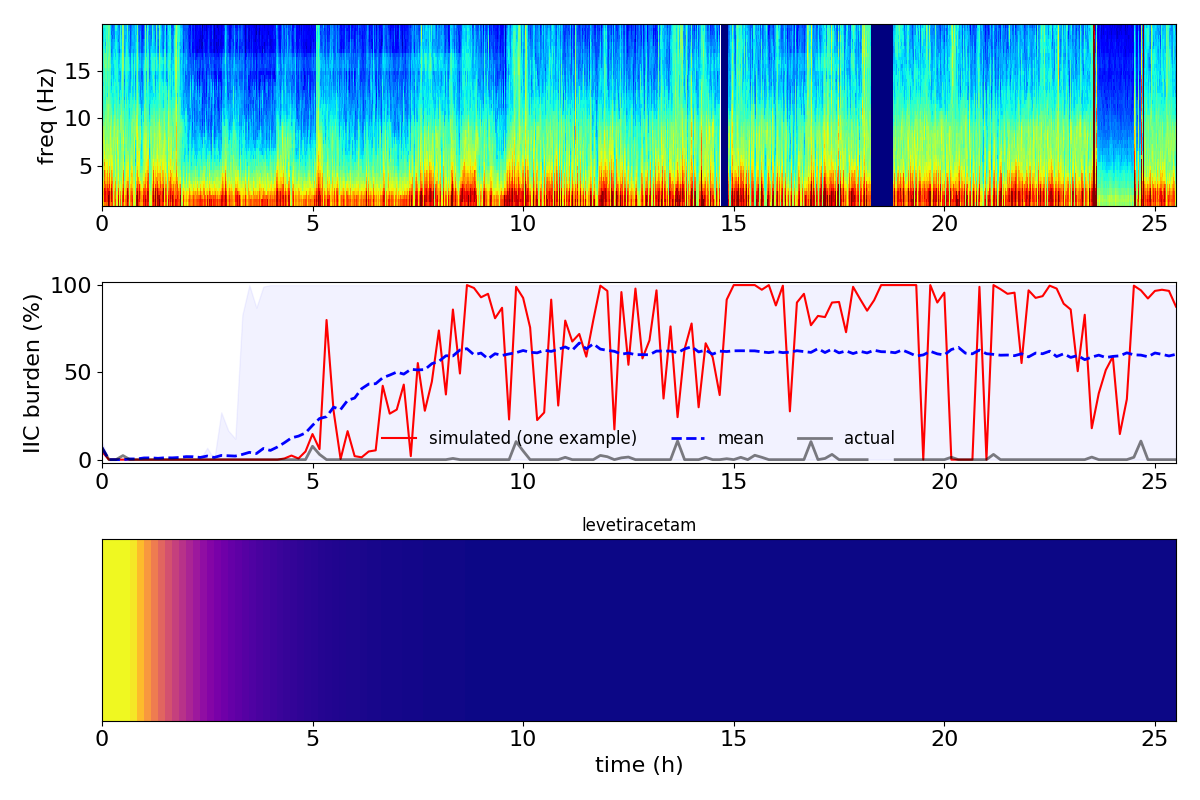 freq (Hz)
15
10
5
0 5 10 15 20 25
IIC burden (%)
100
50
0
simulated (one example) mean actual
0 5 10 15 20 25
levetiracetam
0 5 10 15 20 25
time (h)